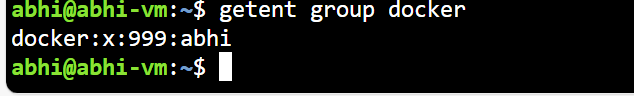 abhi@abhi-vm:~$ getent group docker
docker:x:999:abhi
abhi@abhi-vm:~$